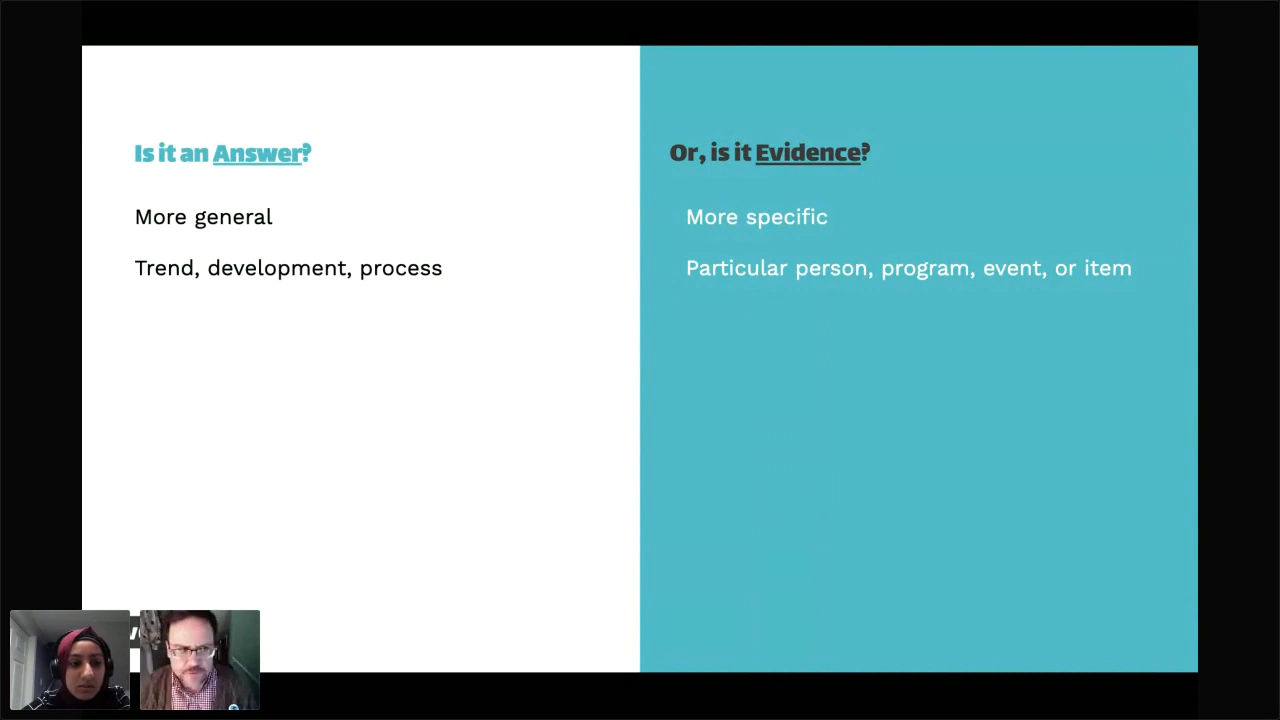 Is it an Answer?
More general
Trend, development, process
Or, is it Evidence?
More specific
Particular person, program, event, or item